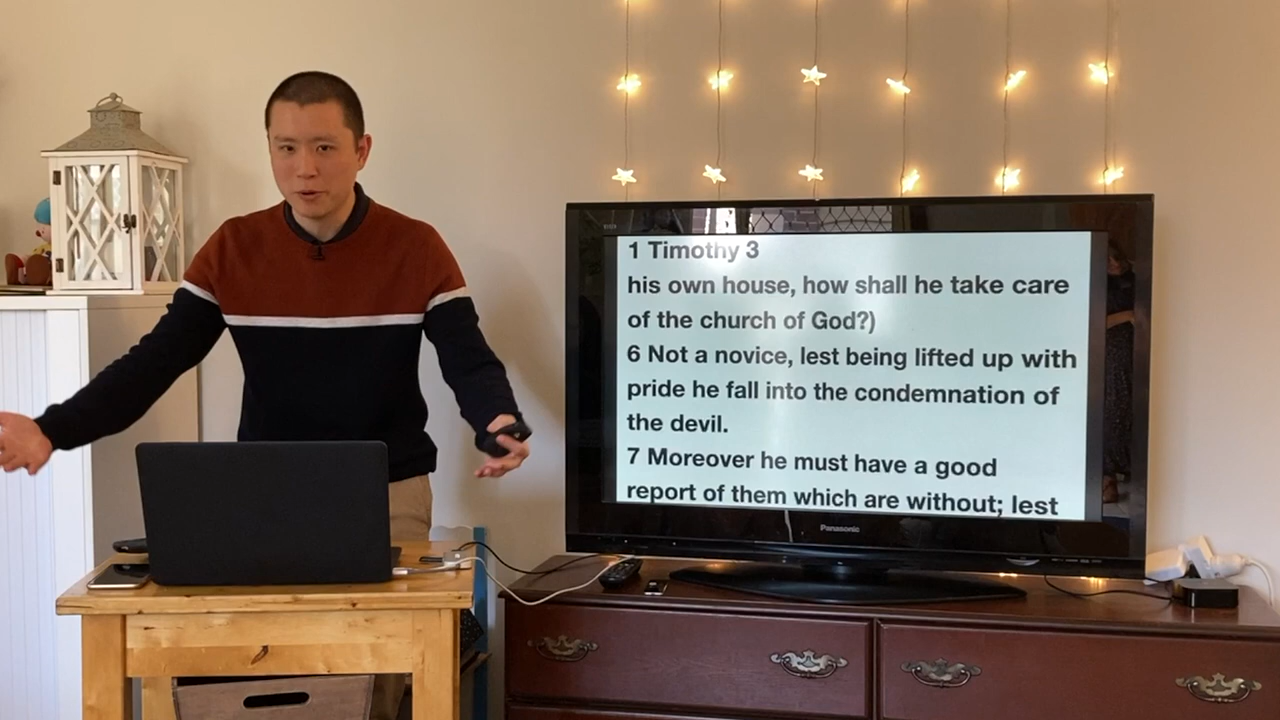 1 Timothy 3
his own house, how shall he take care
of the church of God?)
6 Not a novice, lest being lifted up with
pride he fall into the condemnation of
the devil.
7 Moreover he must have a good
report of them which are without; lest
Panasonic